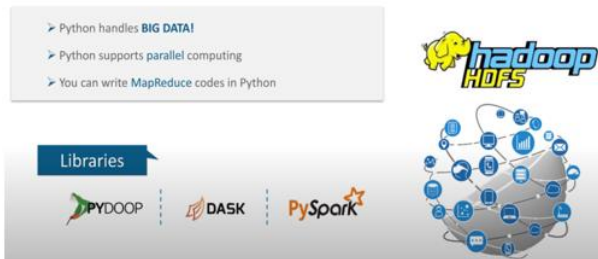 Python handles BIG DATA!
Python supports parallel computing
You can write MapReduce codes in Python
hadoop
HDFS
Libraries
PYDOOP
DASK
PySpark